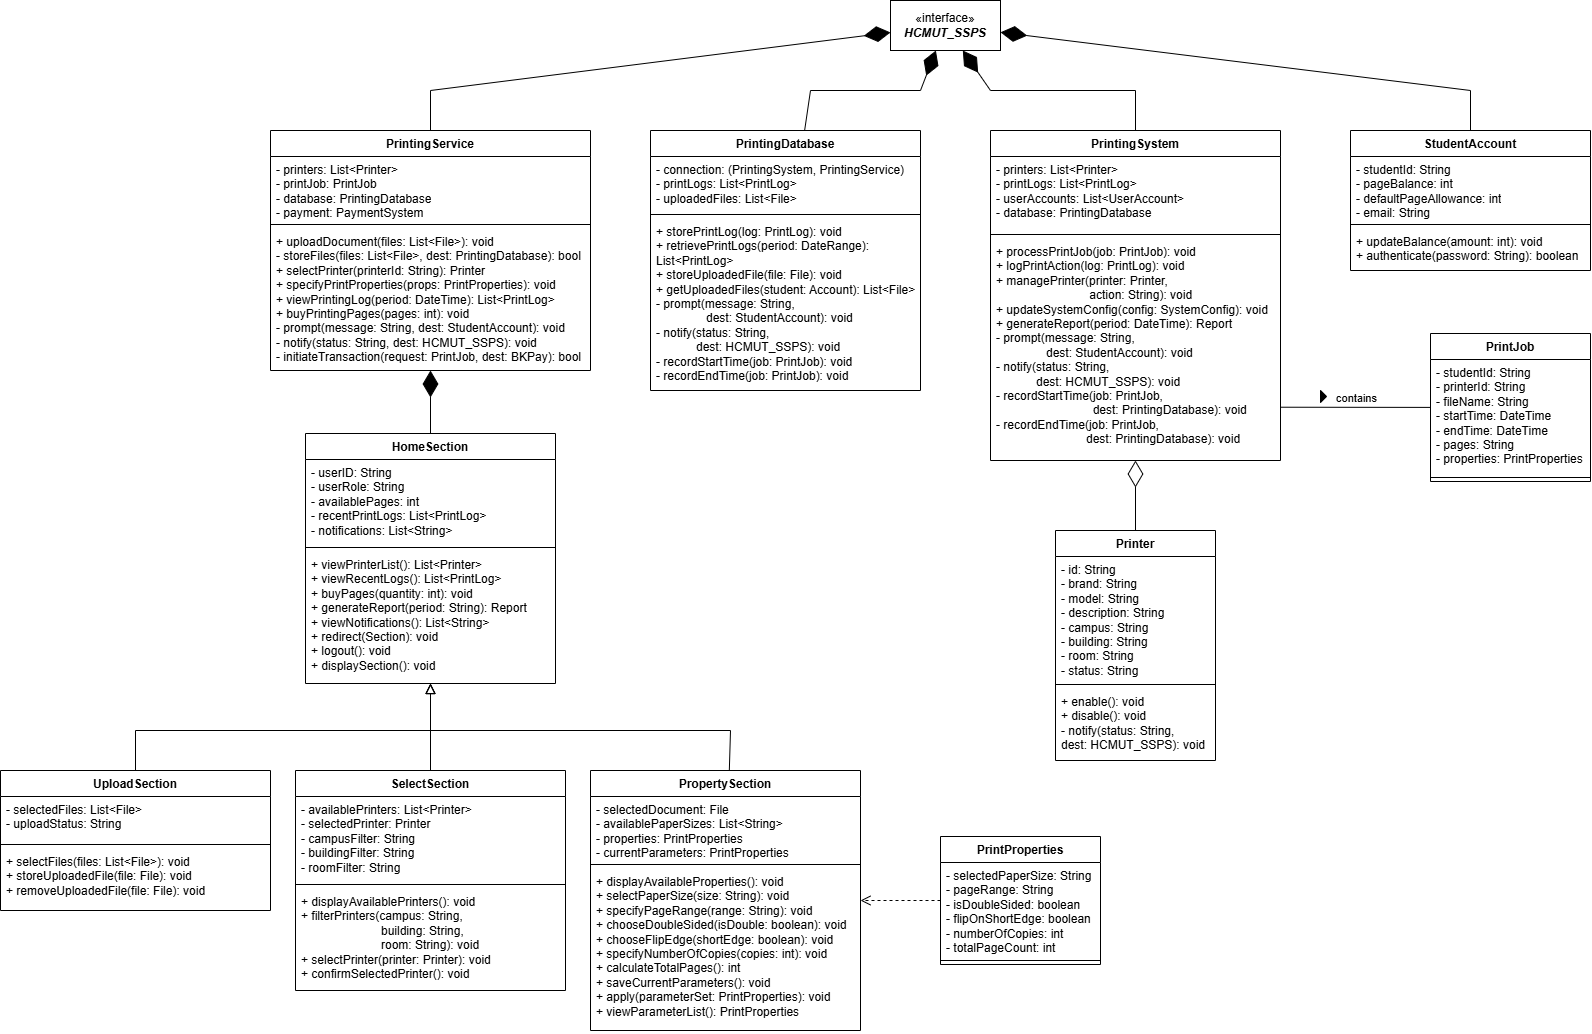 «interface»
HCMUT_SSPS
PrintingService
- printers: List<Printer>
- printJob: PrintJob
- database: PrintingDatabase
- payment: PaymentSystem
+ uploadDocument(files: List<File>): void
- storeFiles(files: List<File>, dest: PrintingDatabase): bool
+ selectPrinter(printerId: String): Printer
+ specifyPrintProperties(props: PrintProperties): void
+ viewPrintingLog(period: DateTime): List<PrintLog>
+ buyPrintingPages(pages: int): void
- prompt(message: String, dest: StudentAccount): void
- notify(status: String, dest: HCMUT_SSPS): void
- initiateTransaction(request: PrintJob, dest: BKPay): bool
PrintingDatabase
- connection: (PrintingSystem, PrintingService)
- printLogs: List<PrintLog>
- uploadedFiles: List<File>
+ storePrintLog(log: PrintLog): void
+ retrievePrintLogs(period: DateRange):
List<PrintLog>
+ storeUploadedFile(file: File): void
+ getUploadedFiles(student: Account): List<File>
- prompt(message: String,
dest: StudentAccount): void
- notify(status: String,
dest: HCMUT_SSPS): void
- recordStartTime(job: PrintJob): void
- recordEndTime(job: PrintJob): void
PrintingSystem
- printers: List<Printer>
- printLogs: List<PrintLog>
- userAccounts: List<UserAccount>
- database: PrintingDatabase
+ processPrintJob(job: PrintJob): void
+ logPrintAction(log: PrintLog): void
+ managePrinter(printer: Printer,
action: String): void
+ updateSystemConfig(config: SystemConfig): void
+ generateReport(period: DateTime): Report
- prompt(message: String,
dest: StudentAccount): void
- notify(status: String,
dest: HCMUT_SSPS): void
- recordStartTime(job: PrintJob,
dest: PrintingDatabase): void
- recordEndTime(job: PrintJob,
dest: PrintingDatabase): void
StudentAccount
- studentId: String
- pageBalance: int
- defaultPageAllowance: int
- email: String
+ updateBalance(amount: int): void
+ authenticate(password: String): boolean
contains
PrintJob
- studentId: String
- printerId: String
- fileName: String
- startTime: DateTime
- endTime: DateTime
- pages: String
- properties: PrintProperties
HomeSection
- userID: String
- userRole: String
- availablePages: int
- recentPrintLogs: List<PrintLog>
- notifications: List<String>
+ viewPrinterList(): List<Printer>
+ viewRecentLogs(): List<PrintLog>
+ buyPages(quantity: int): void
+ generateReport(period: String): Report
+ viewNotifications(): List<String>
+ redirect(Section): void
+ logout(): void
+ displaySection(): void
Printer
- id: String
- brand: String
- model: String
- description: String
- campus: String
- building: String
- room: String
- status: String
+ enable(): void
+ disable(): void
- notify(status: String,
dest: HCMUT_SSPS): void
UploadSection
- selectedFiles: List<File>
- uploadStatus: String
+ selectFiles(files: List<File>): void
+ storeUploadedFile(file: File): void
+ removeUploadedFile(file: File): void
SelectSection
- availablePrinters: List<Printer>
- selectedPrinter: Printer
- campusFilter: String
- buildingFilter: String
- roomFilter: String
+ displayAvailablePrinters(): void
+ filterPrinters(campus: String,
building: String,
room: String): void
+ selectPrinter(printer: Printer): void
+ confirmSelectedPrinter(): void
PropertySection
- selectedDocument: File
- availablePaperSizes: List<String>
- properties: PrintProperties
- currentParameters: PrintProperties
+ displayAvailableProperties(): void
+ selectPaperSize(size: String): void
+ specifyPageRange(range: String): void
+ chooseDoubleSided(isDouble: boolean): void
+ chooseFlipEdge(shortEdge: boolean): void
+ specifyNumberOfCopies(copies: int): void
+ calculateTotalPages(): int
+ saveCurrentParameters(): void
+ apply(parameterSet: PrintProperties): void
+ viewParameterList(): PrintProperties
PrintProperties
- selectedPaperSize: String
- pageRange: String
- isDoubleSided: boolean
- flipOnShortEdge: boolean
- numberOfCopies: int
- totalPageCount: int